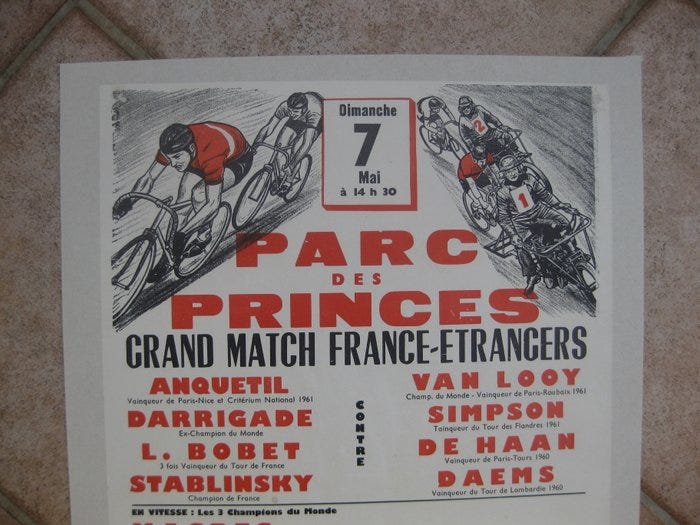 Dimanche
7
Mai
à 14 h 30
2
1
PARC
DES
PRINCES
GRAND MATCH FRANCE-ETRANGERS
ANQUETIL
Vainqueur de Paris-Nice et Critérium National 1961
DARRIGADE
Ex-Champion du Monde
L. BOBET
3 fois Vainqueur du Tour de France
STABLINSKY
Champion de France
CONTRE
VAN LOOY
Champ. du Monde - Vainqueur de Paris-Roubaix 1961
SIMPSON
Tainqueur du Tour des Flandres 1961
DE HAAN
Vainqueur de Paris-Tours 1960
DAEMS
Vainqueur du Tour de Lombardie 1960
EN VITESSE : Les 3 Champions du Monde